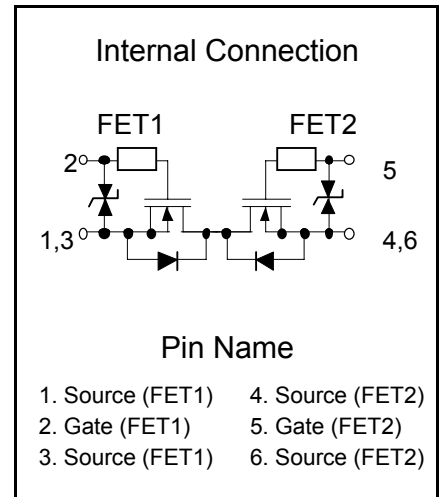 Internal Connection
FET1 FET2
2 5
1,3 4,6
Pin Name
1. Source (FET1) 4. Source (FET2)
2. Gate (FET1) 5. Gate (FET2)
3. Source (FET1) 6. Source (FET2)